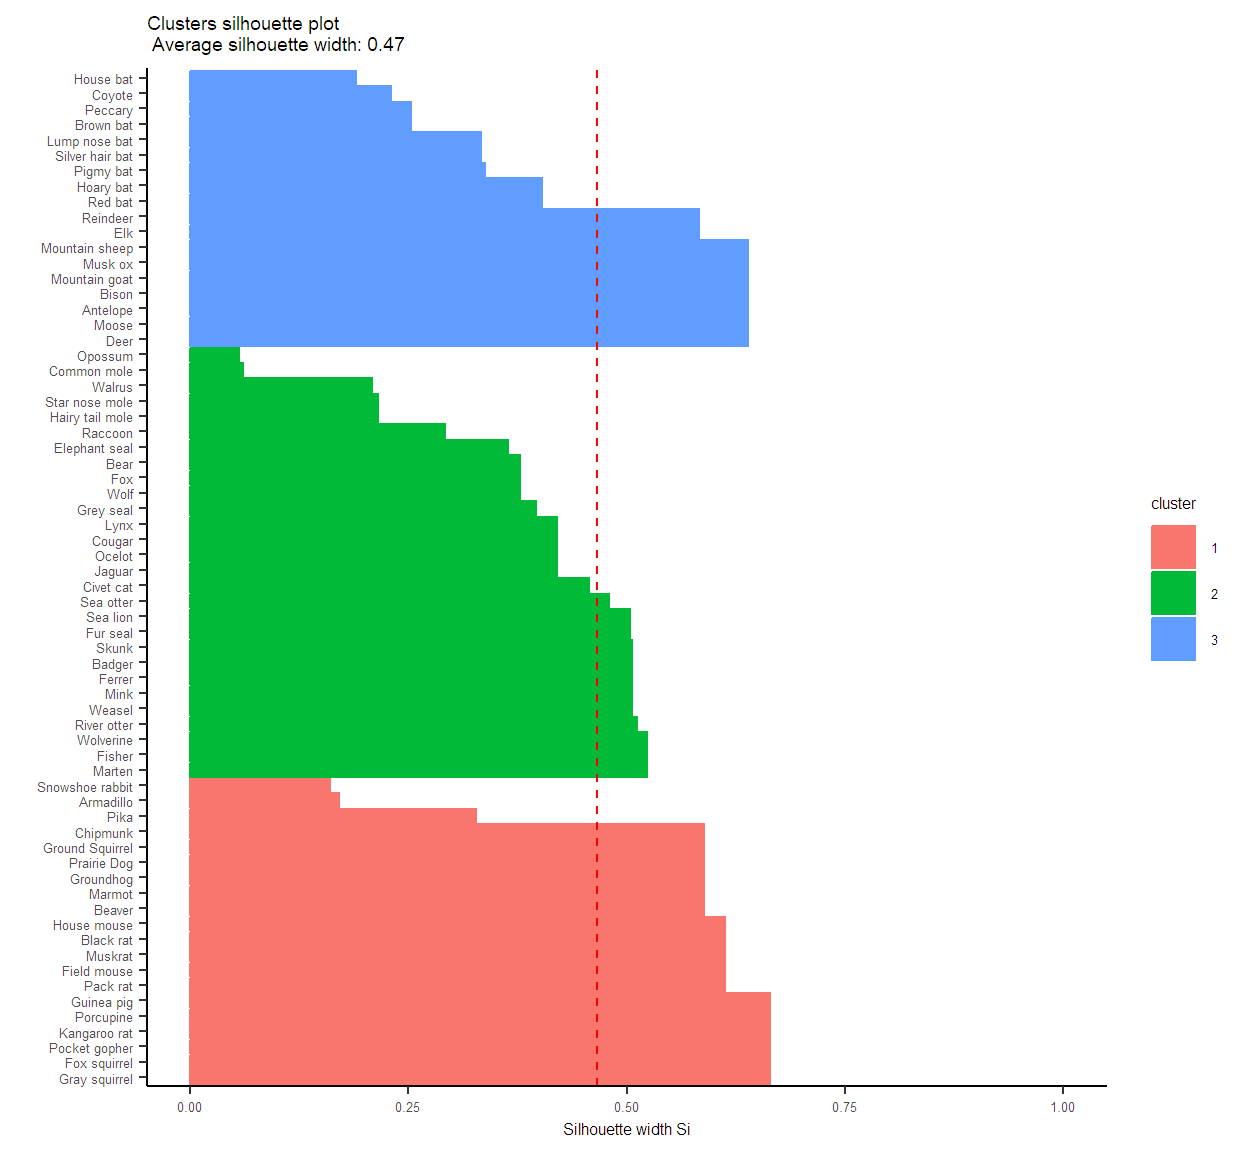 Clusters silhouette plot
Average silhouette width: 0.47
House bat
Coyote
Peccary
Brown bat
Lump nose bat
Silver hair bat
Pigmy bat
Hoary bat
Red bat
Reindeer
Elk
Mountain sheep
Musk ox
Mountain goat
Bison
Antelope
Moose
Deer
Opossum
Common mole
Walrus
Star nose mole
Hairy tail mole
Raccoon
Elephant seal
Bear
Fox
Wolf
Grey seal
Lynx
Cougar
Ocelot
Jaguar
Civet cat
Sea otter
Sea lion
Fur seal
Skunk
Badger
Ferrer
Mink
Weasel
River otter
Wolverine
Fisher
Marten
Snowshoe rabbit
Armadillo
Pika
Chipmunk
Ground Squirrel
Prairie Dog
Groundhog
Marmot
Beaver
House mouse
Black rat
Muskrat
Field mouse
Pack rat
Guinea pig
Porcupine
Kangaroo rat
Pocket gopher
Fox squirrel
Gray squirrel
0.00 0.25 0.50 0.75 1.00
Silhouette width Si
cluster
1
2
3